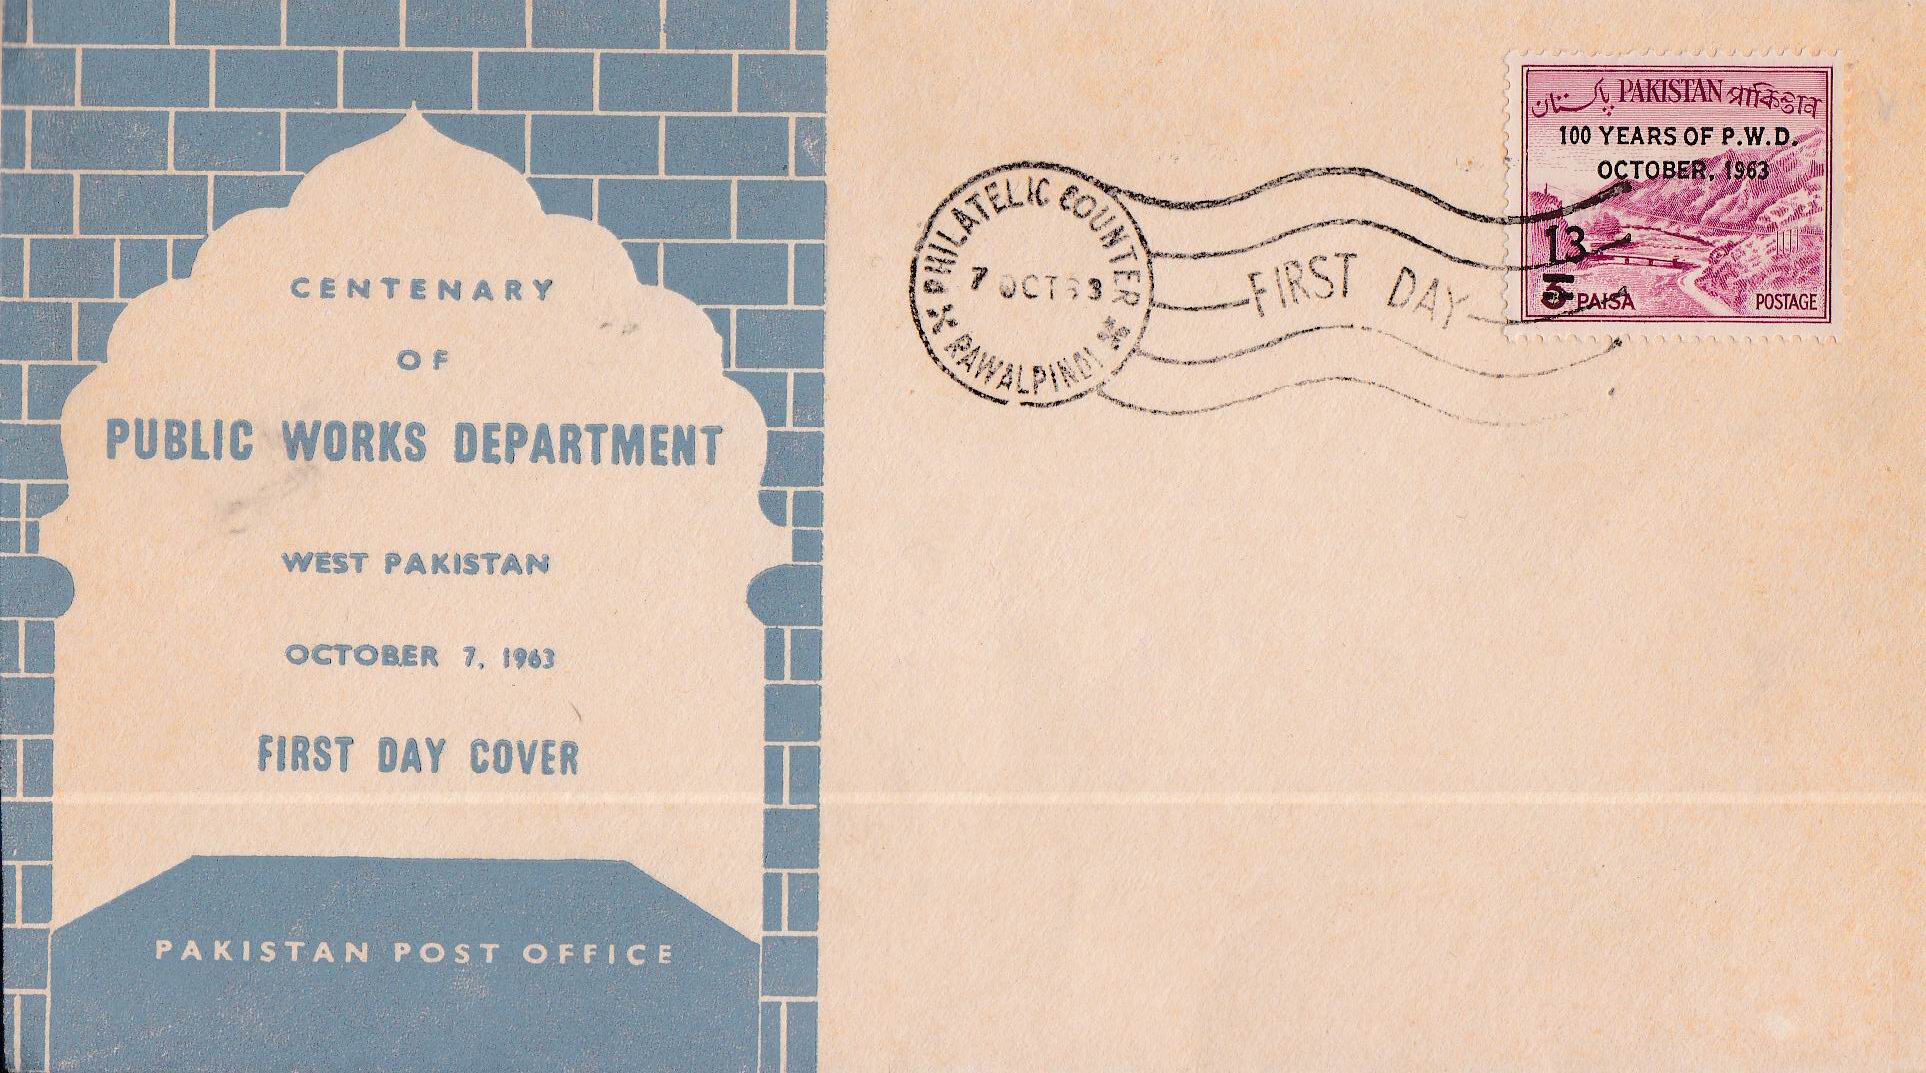 CENTENARY
OF
PUBLIC WORKS DEPARTMENT
WEST PAKISTAN
OCTOBER 7, 1963
FIRST DAY COVER
PAKISTAN POST OFFICE
PHILATELIC COUNTER
7 OCT 63
RAWALPINDI
FIRST DAY
پاکستان PAKISTAN পাকিস্তান
100 YEARS OF P.W.D.
OCTOBER, 1963
13
PAISA POSTAGE